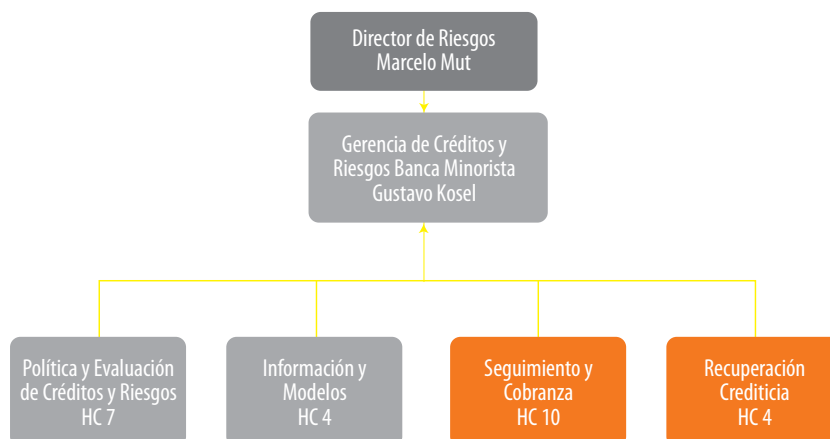 Director de Riesgos
Marcelo Mut
Gerencia de Créditos y
Riesgos Banca Minorista
Gustavo Kosel
Política y Evaluación
de Créditos y Riesgos
HC 7
Información y
Modelos
HC 4
Seguimiento y
Cobranza
HC 10
Recuperación
Crediticia
HC 4